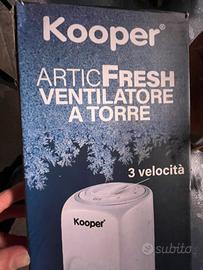 Kooper®
ARTICFRESH
VENTILATORE
A TORRE
3 velocità
Kooper®
subito